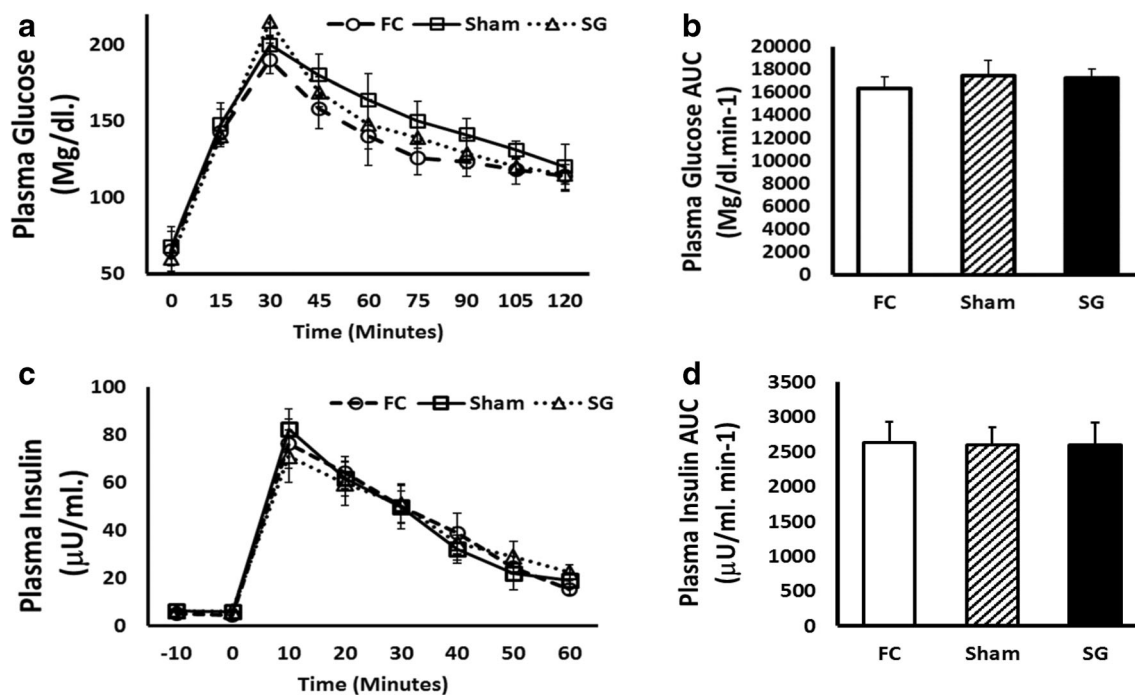 a
FC Sham SG
200
150
100
50
Plasma Glucose
(Mg/dl.)
0 15 30 45 60 75 90 105 120
Time (Minutes)
b
20000
18000
16000
14000
12000
10000
8000
6000
4000
2000
0
Plasma Glucose AUC
(Mg/dl.min-1)
FC Sham SG
c
FC Sham SG
100
80
60
40
20
0
Plasma Insulin
(µU/ml.)
-10 0 10 20 30 40 50 60
Time (Minutes)
d
3500
3000
2500
2000
1500
1000
500
0
Plasma Insulin AUC
(µU/ml. min-1)
FC Sham SG